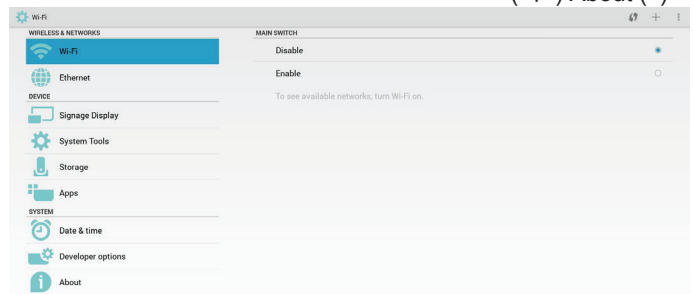 About
Wi-Fi
WIRELESS & NETWORKS
Wi-Fi
Ethernet
DEVICE
Signage Display
System Tools
Storage
Apps
SYSTEM
Date & time
Developer options
About
MAIN SWITCH
Disable
Enable
To see available networks, turn Wi-Fi on.